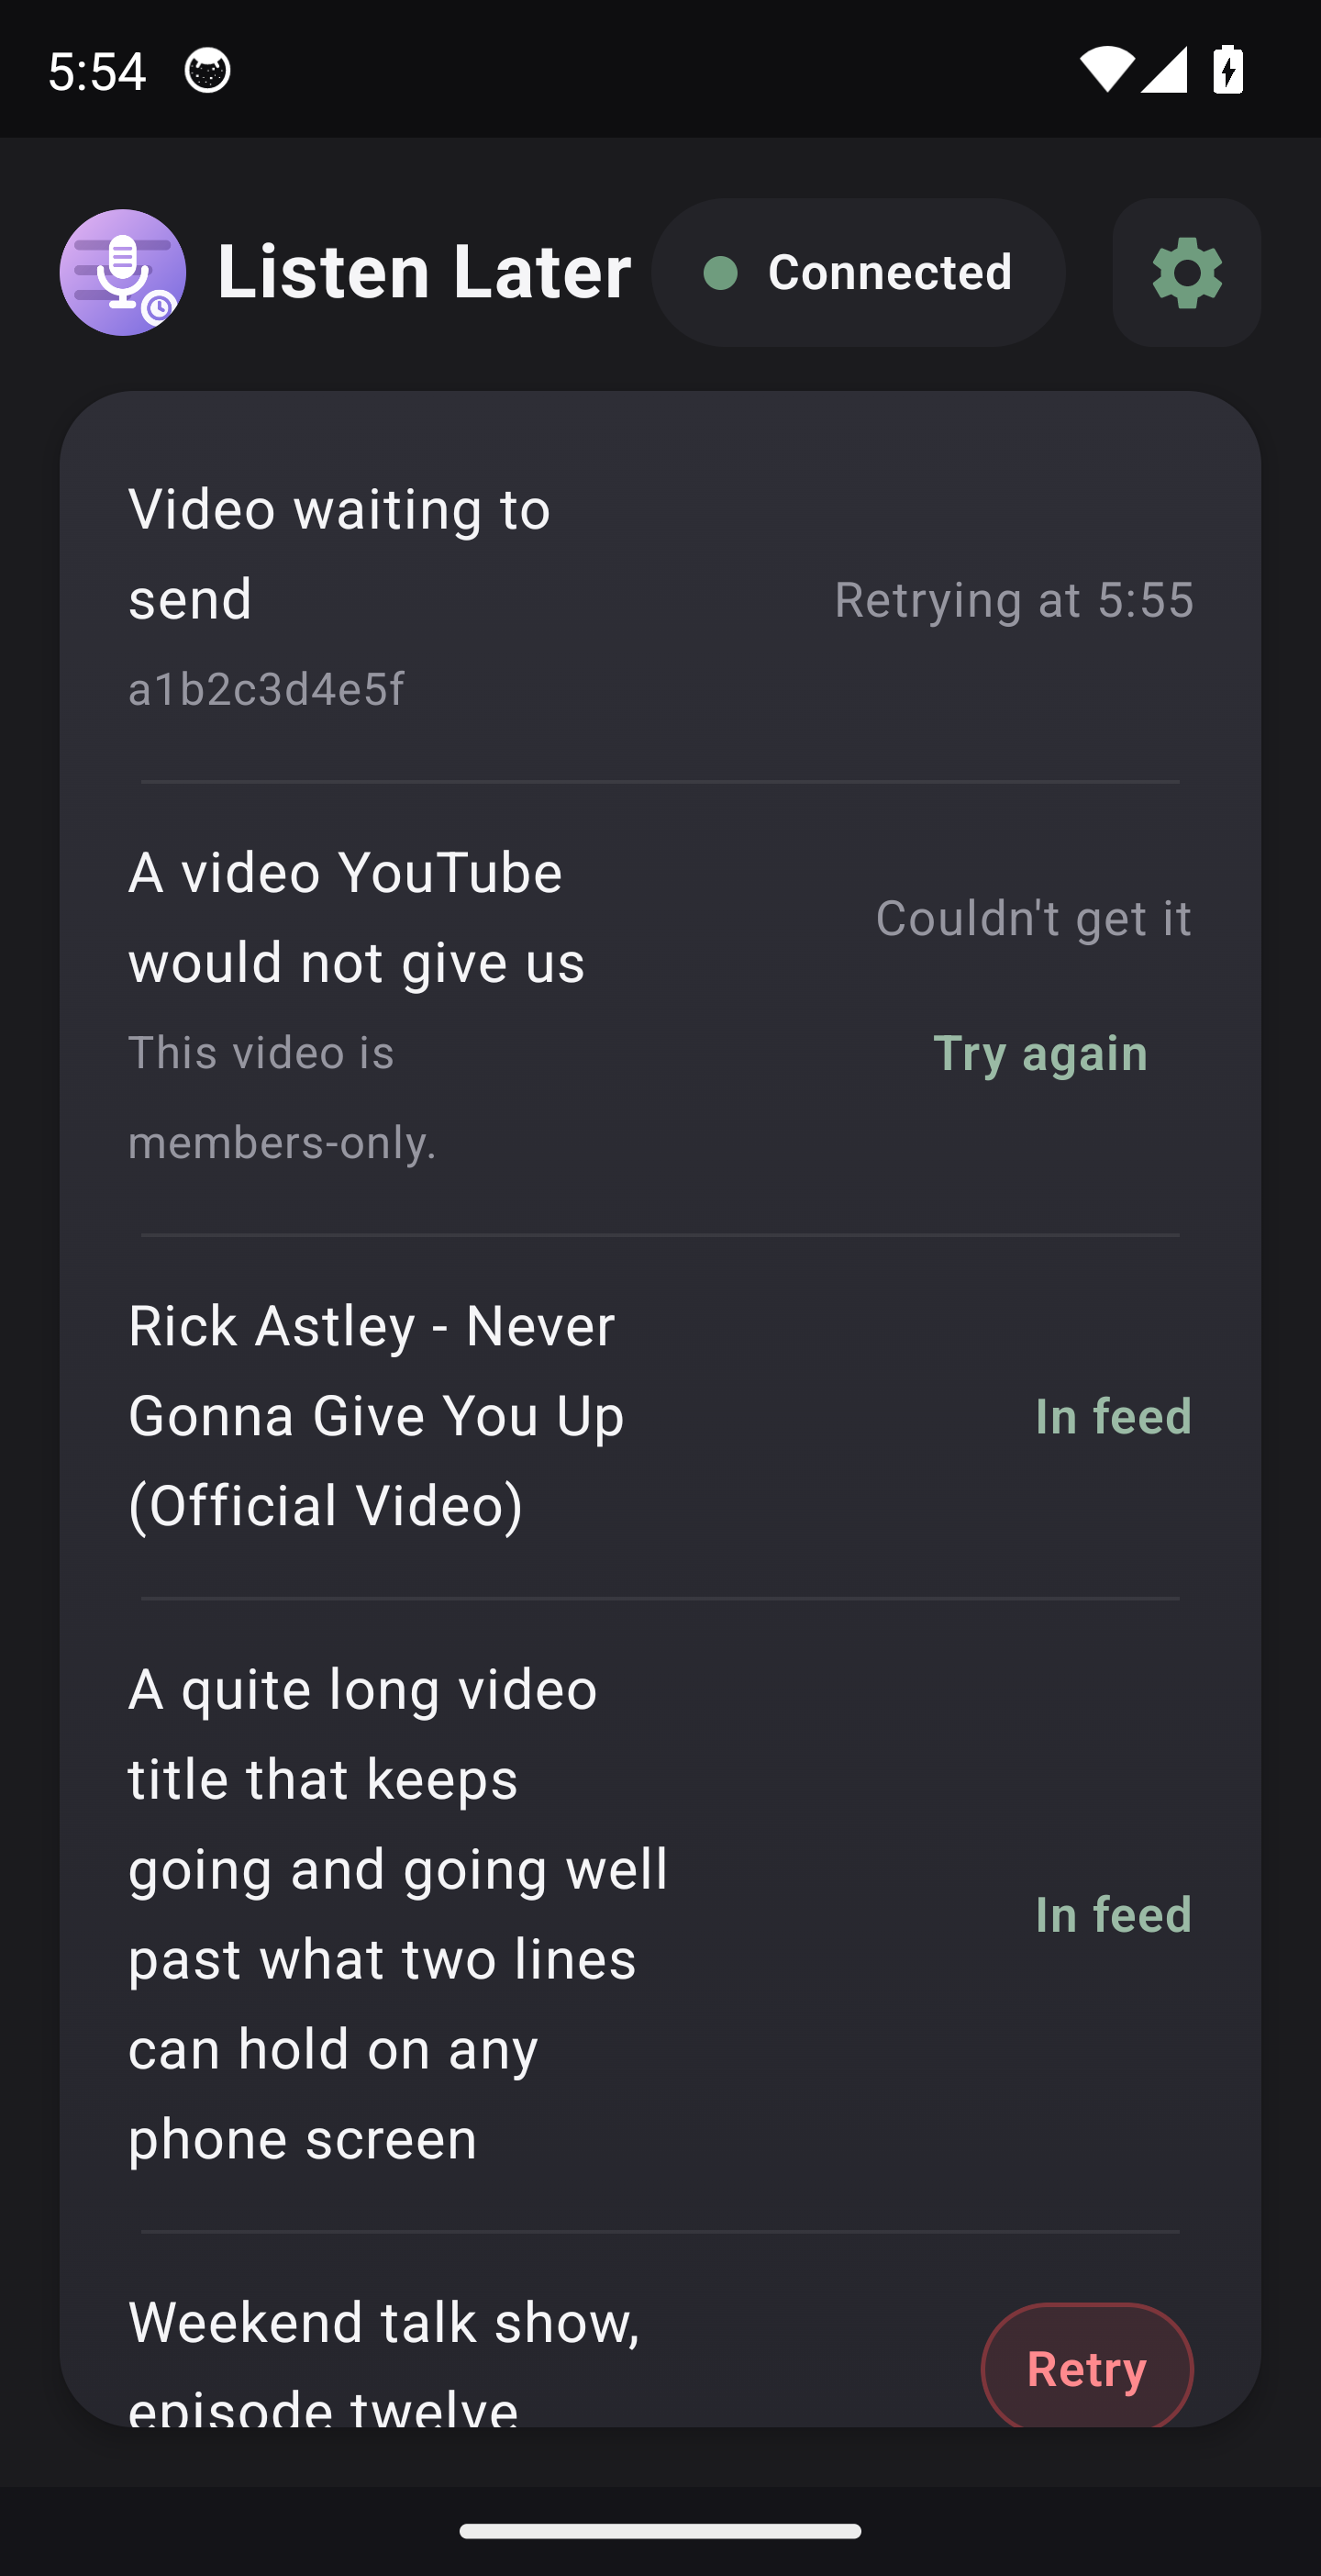 5:54
Listen Later
Connected
Video waiting to
send
a1b2c3d4e5f
Retrying at 5:55
A video YouTube
would not give us
This video is
members-only.
Couldn't get it
Try again
Rick Astley - Never
Gonna Give You Up
(Official Video)
In feed
A quite long video
title that keeps
going and going well
past what two lines
can hold on any
phone screen
In feed
Weekend talk show,
episode twelve
Retry